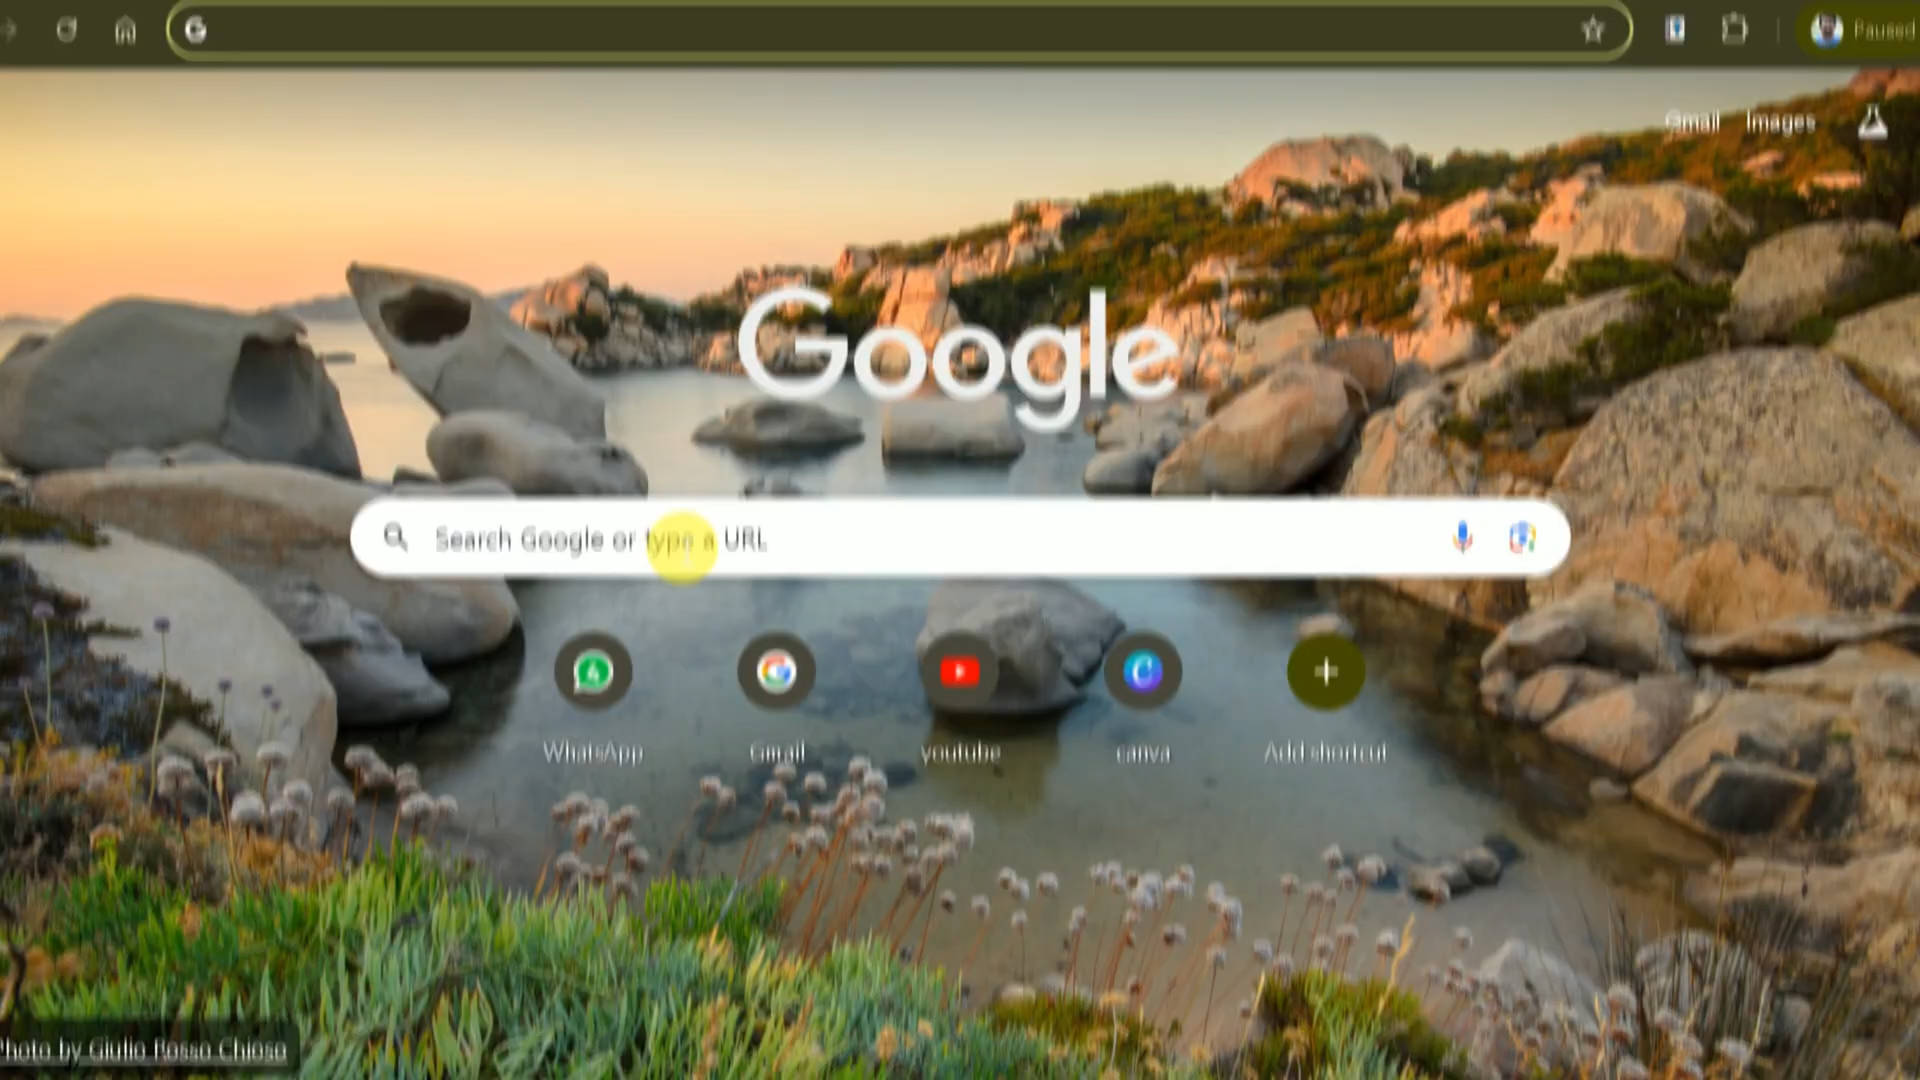 Paused
Gmail Images
Google
Search Google or type a URL
WhatsApp Gmail youtube canva Add shortcut
Photo by Giulio Rosso Chioso